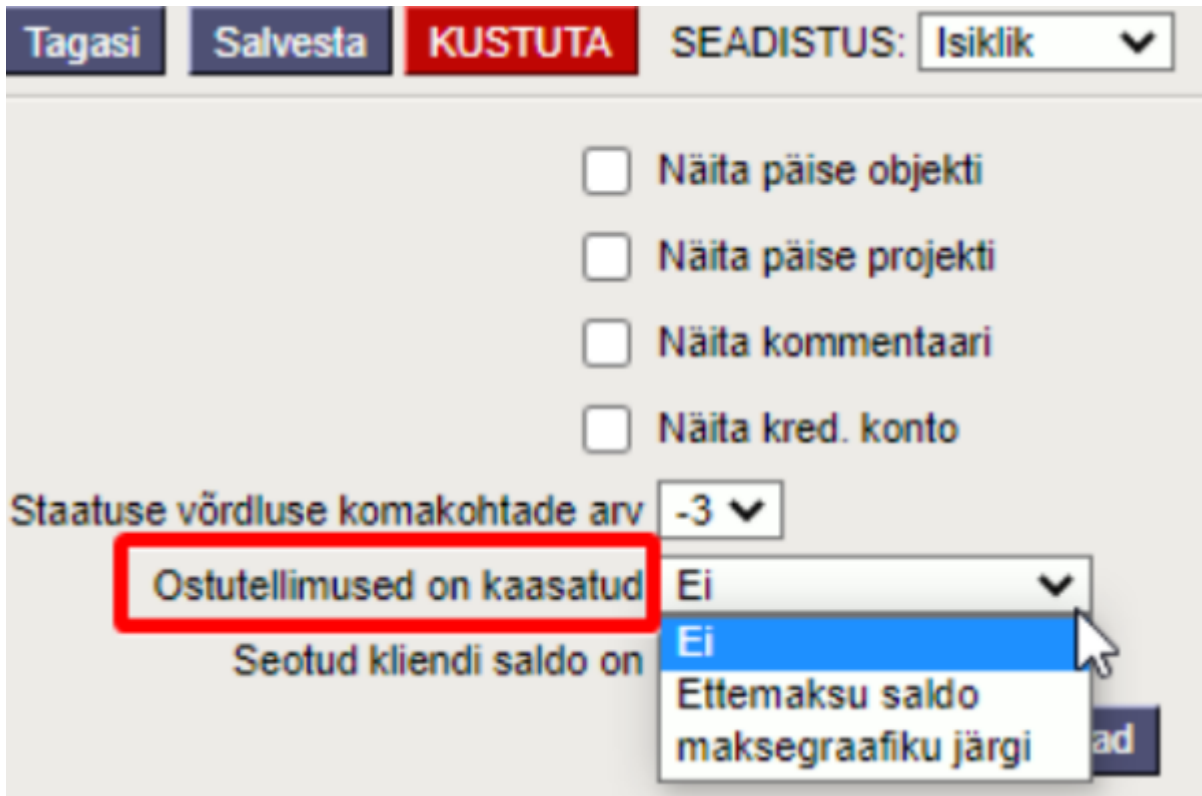 Tagasi Salvesta KUSTUTA SEADISTUS: Isiklik
Näita päise objekti
Näita päise projekti
Näita kommentaari
Näita kred. konto
Staatuse võrdluse komakohtade arv -3
Ostutellimused on kaasatud Ei
Ei
Seotud kliendi saldo on
Ettemaksu saldo
maksegraafiku järgi ad